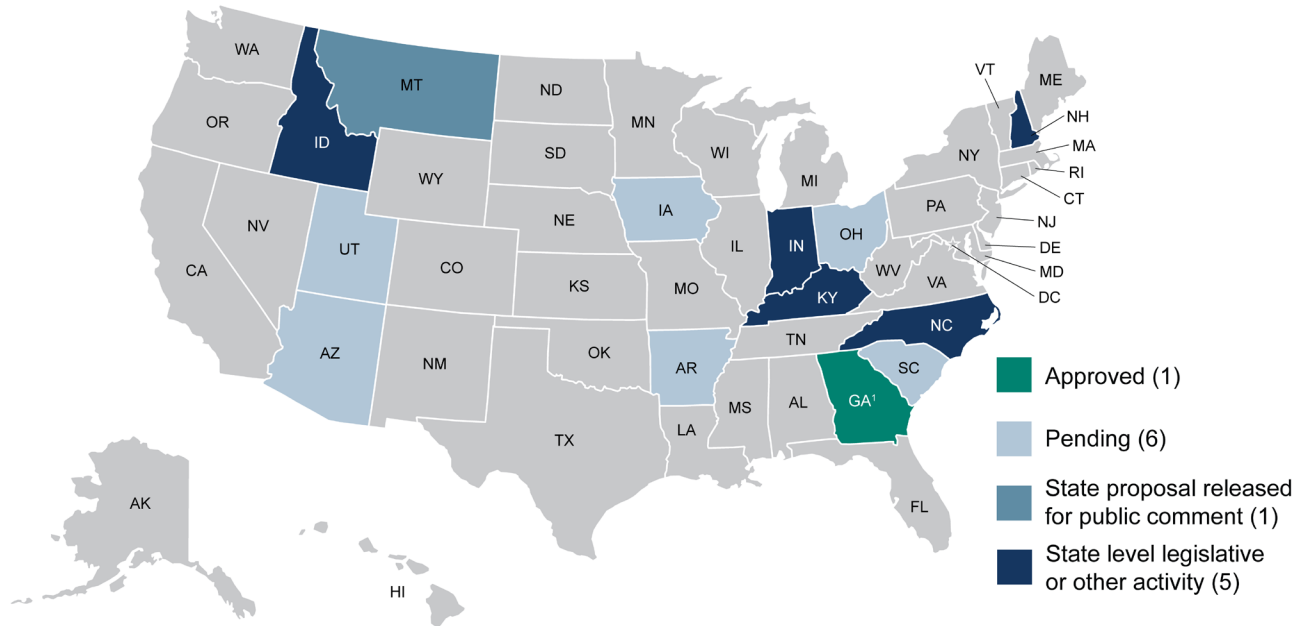 WA
OR
CA
NV
ID
MT
WY
UT
AZ
CO
NM
ND
SD
NE
KS
OK
TX
MN
IA
MO
AR
LA
WI
IL
MI
IN
OH
KY
TN
MS
AL
GA¹
FL
SC
NC
VA
WV
PA
NY
VT
ME
NH
MA
RI
CT
NJ
DE
MD
DC
AK
HI
Approved (1)
Pending (6)
State proposal released
for public comment (1)
State level legislative
or other activity (5)